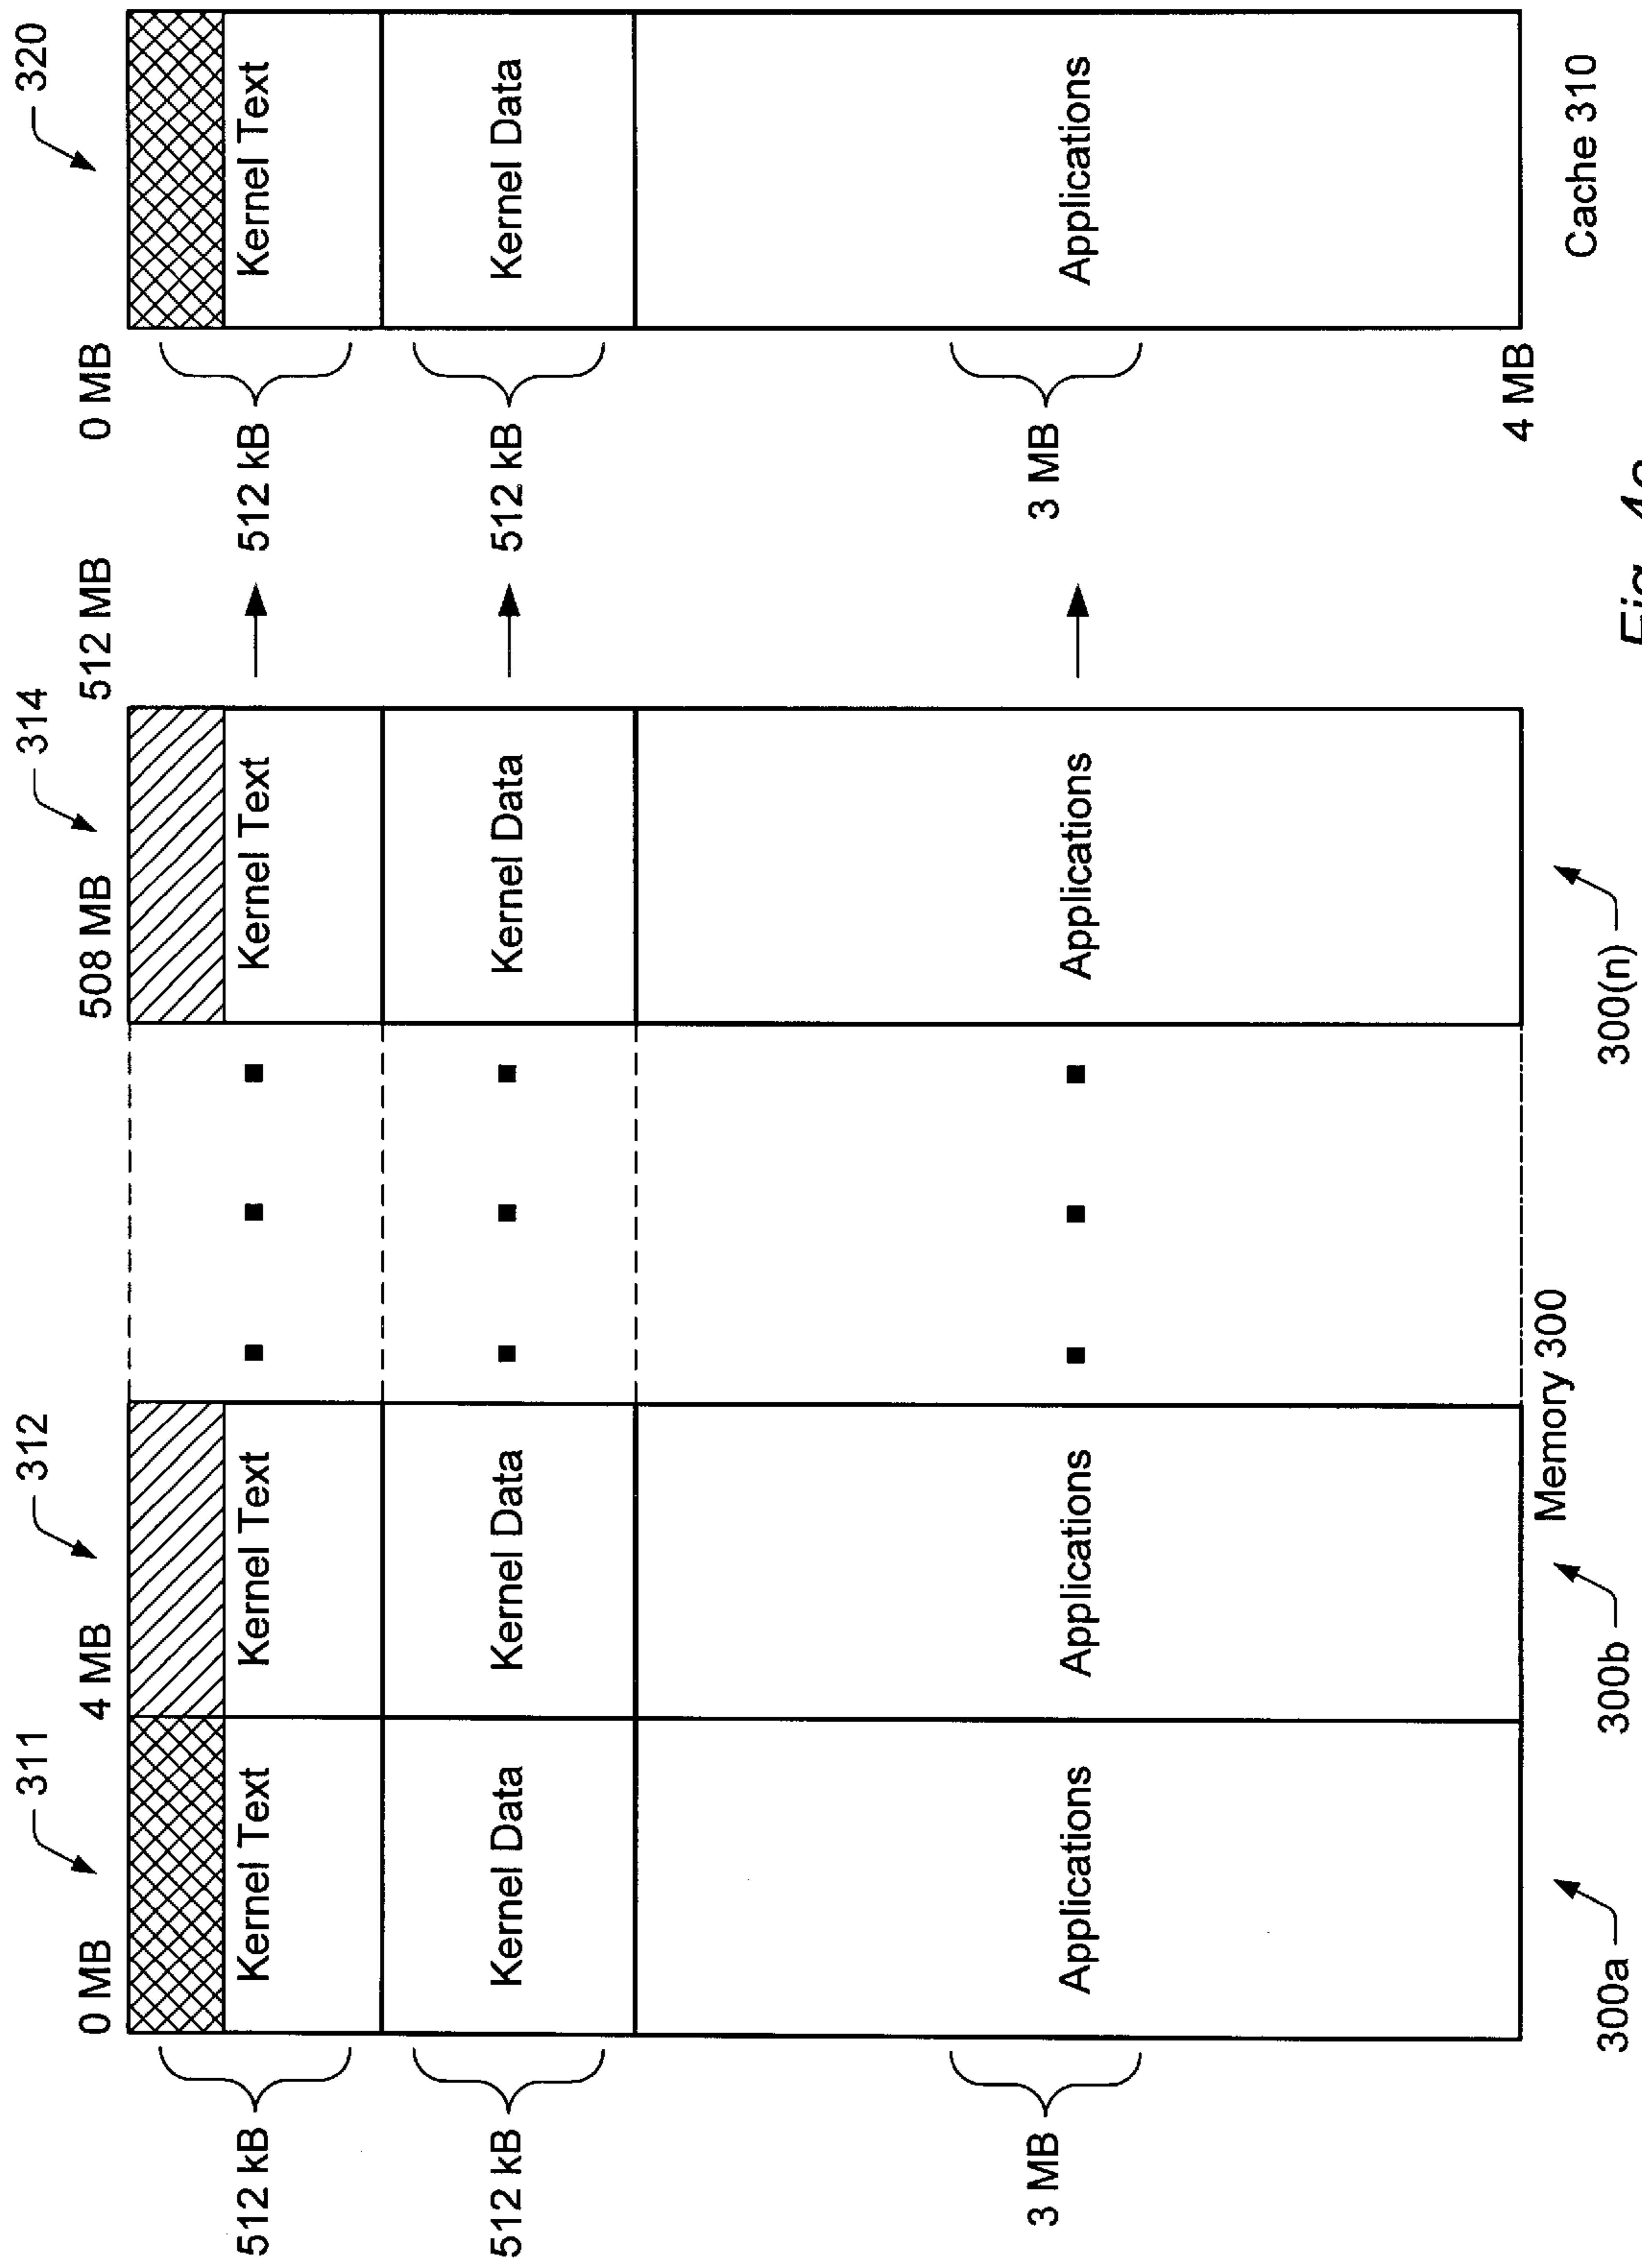 311
312
314
320
0 MB
4 MB
508 MB
512 MB
0 MB
512 kB
Kernel Text
Kernel Text
Kernel Text
512 kB
Kernel Text
512 kB
Kernel Data
Kernel Data
Kernel Data
512 kB
Kernel Data
3 MB
Applications
Applications
Applications
3 MB
Applications
4 MB
Memory 300
Cache 310
300a
300b
300(n)